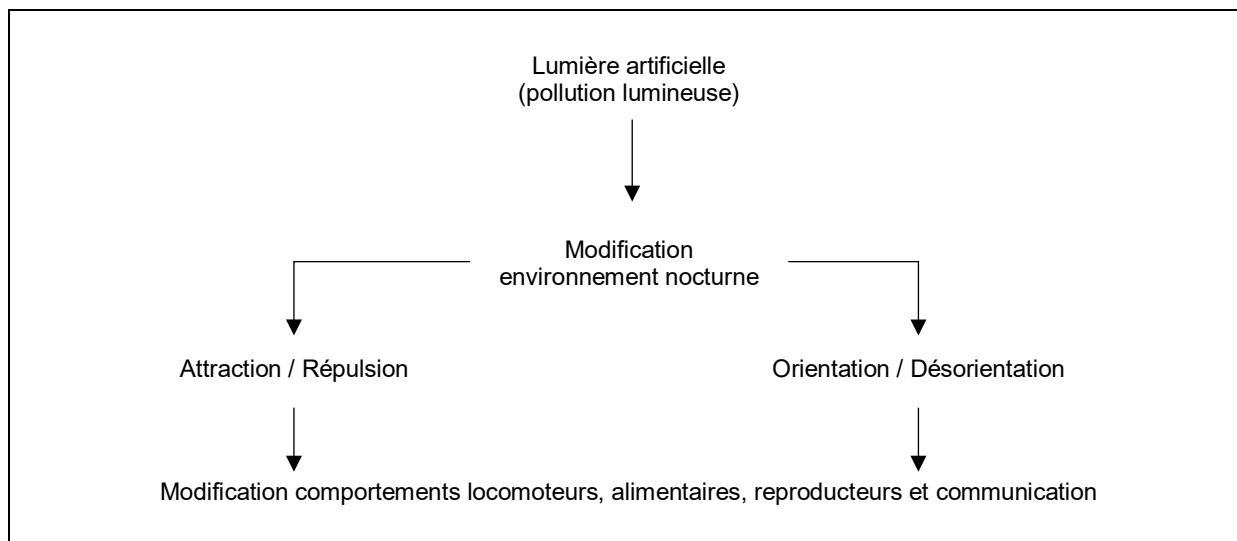 Lumière artificielle
(pollution lumineuse)
Modification
environnement nocturne
Attraction / Répulsion
Orientation / Désorientation
Modification comportements locomoteurs, alimentaires, reproducteurs et communication